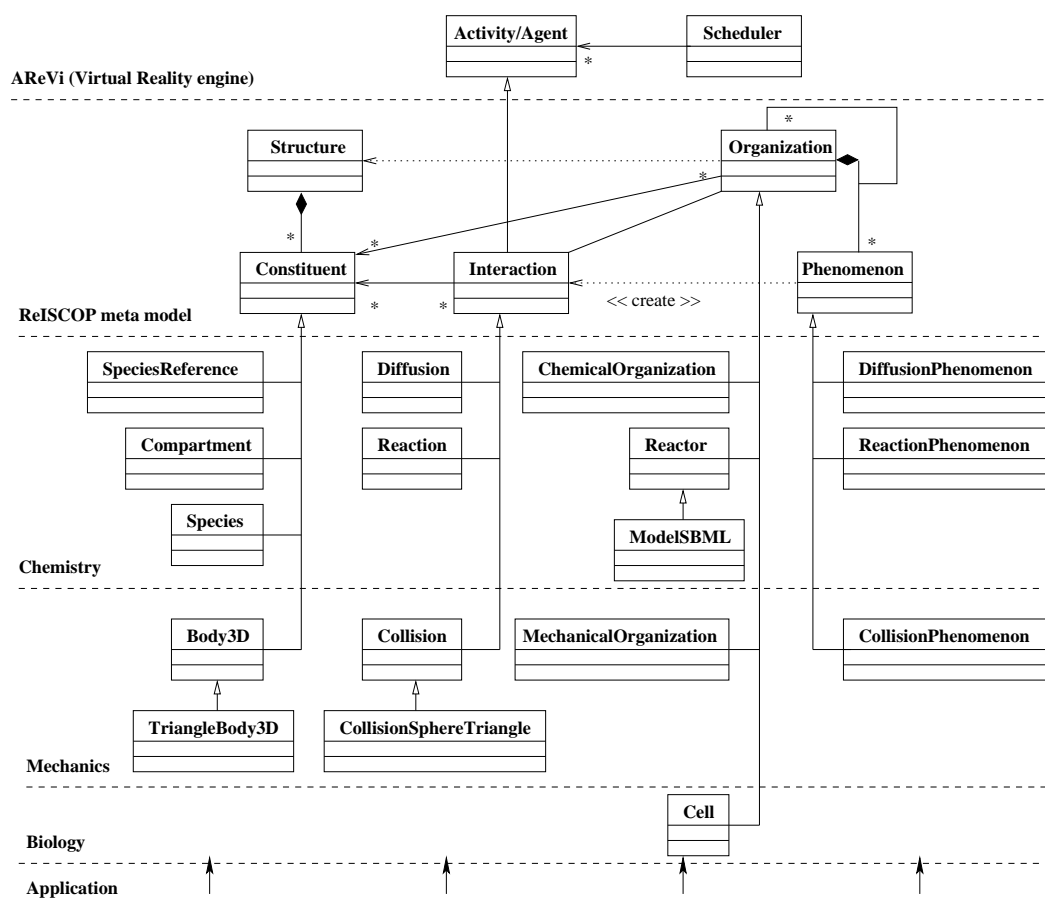 Activity/Agent
Scheduler
*
AReVi (Virtual Reality engine)
*
Structure
Organization
*
*
*
*
Constituent
Interaction
Phenomenon
*
*
<< create >>
ReISCOP meta model
SpeciesReference
Diffusion
ChemicalOrganization
DiffusionPhenomenon
Compartment
Reaction
Reactor
ReactionPhenomenon
Species
ModelSBML
Chemistry
Body3D
Collision
MechanicalOrganization
CollisionPhenomenon
TriangleBody3D
CollisionSphereTriangle
Mechanics
Cell
Biology
Application